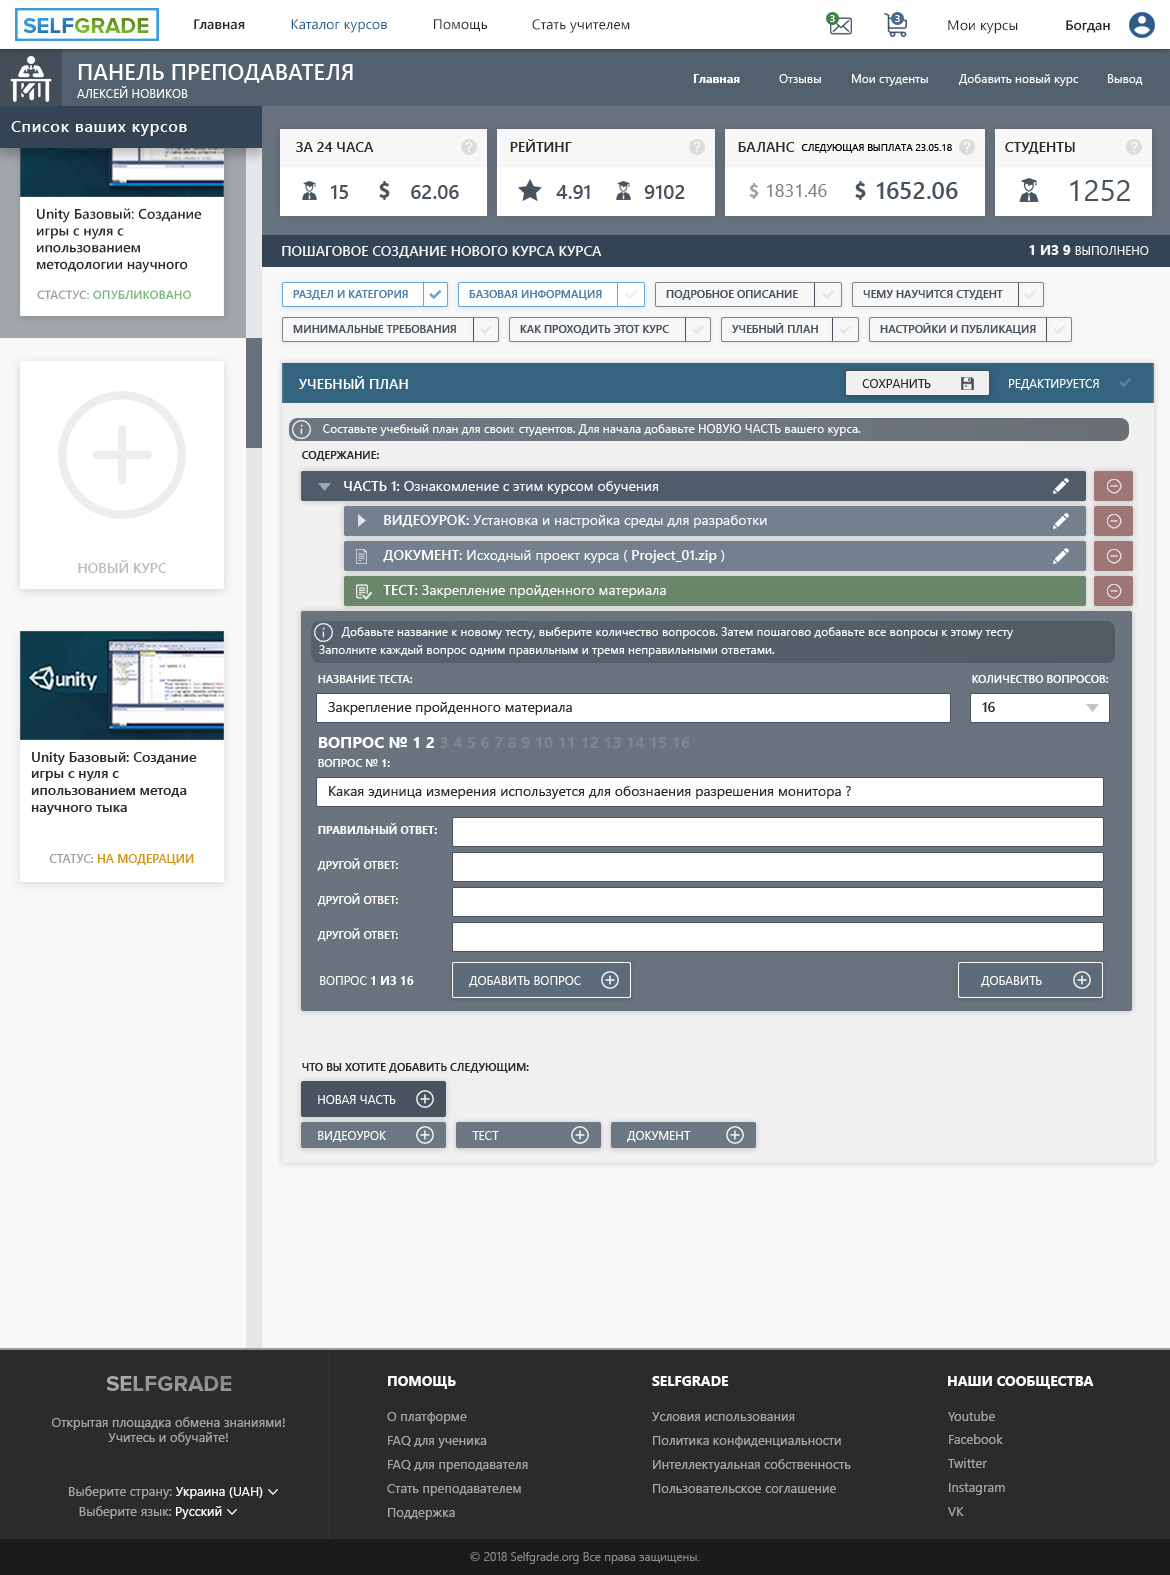 SELFGRADE
Главная
Каталог курсов
Помощь
Стать учителем
3
3
Мои курсы
Богдан
ПАНЕЛЬ ПРЕПОДАВАТЕЛЯ
АЛЕКСЕЙ НОВИКОВ
Главная
Отзывы
Мои студенты
Добавить новый курс
Вывод
Список ваших курсов
Unity Базовый: Создание
игры с нуля с
ипользованием
методологии научного
СТАСТУС: ОПУБЛИКОВАНО
НОВЫЙ КУРС
unity
Unity Базовый: Создание
игры с нуля с
ипользованием метода
научного тыка
СТАТУС: НА МОДЕРАЦИИ
ЗА 24 ЧАСА ?
15 $ 62.06
РЕЙТИНГ ?
4.91 9102
БАЛАНС СЛЕДУЮЩАЯ ВЫПЛАТА 23.05.18 ?
$ 1831.46 $ 1652.06
СТУДЕНТЫ ?
1252
ПОШАГОВОЕ СОЗДАНИЕ НОВОГО КУРСА КУРСА
1 ИЗ 9 ВЫПОЛНЕНО
РАЗДЕЛ И КАТЕГОРИЯ
БАЗОВАЯ ИНФОРМАЦИЯ
ПОДРОБНОЕ ОПИСАНИЕ
ЧЕМУ НАУЧИТСЯ СТУДЕНТ
МИНИМАЛЬНЫЕ ТРЕБОВАНИЯ
КАК ПРОХОДИТЬ ЭТОТ КУРС
УЧЕБНЫЙ ПЛАН
НАСТРОЙКИ И ПУБЛИКАЦИЯ
УЧЕБНЫЙ ПЛАН
СОХРАНИТЬ
РЕДАКТИРУЕТСЯ
Составьте учебный план для своих студентов. Для начала добавьте НОВУЮ ЧАСТЬ вашего курса.
СОДЕРЖАНИЕ:
ЧАСТЬ 1: Ознакомление с этим курсом обучения
ВИДЕОУРОК: Установка и настройка среды для разработки
ДОКУМЕНТ: Исходный проект курса ( Project_01.zip )
ТЕСТ: Закрепление пройденного материала
Добавьте название к новому тесту, выберите количество вопросов. Затем пошагово добавьте все вопросы к этому тесту
Заполните каждый вопрос одним правильным и тремя неправильными ответами.
НАЗВАНИЕ ТЕСТА:
КОЛИЧЕСТВО ВОПРОСОВ:
Закрепление пройденного материала
16
ВОПРОС № 1 2 3 4 5 6 7 8 9 10 11 12 13 14 15 16
ВОПРОС № 1:
Какая эдиница измерения используется для обознаения разрешения монитора ?
ПРАВИЛЬНЫЙ ОТВЕТ:
ДРУГОЙ ОТВЕТ:
ДРУГОЙ ОТВЕТ:
ДРУГОЙ ОТВЕТ:
ВОПРОС 1 ИЗ 16
ДОБАВИТЬ ВОПРОС
ДОБАВИТЬ
ЧТО ВЫ ХОТИТЕ ДОБАВИТЬ СЛЕДУЮЩИМ:
НОВАЯ ЧАСТЬ
ВИДЕОУРОК
ТЕСТ
ДОКУМЕНТ
SELFGRADE
Открытая площадка обмена знаниями!
Учитесь и обучайте!
Выберите страну: Украина (UAH)
Выберите язык: Русский
ПОМОЩЬ
О платформе
FAQ для ученика
FAQ для преподавателя
Стать преподавателем
Поддержка
SELFGRADE
Условия использования
Политика конфиденциальности
Интеллектуальная собственность
Пользовательское соглашение
НАШИ СООБЩЕСТВА
Youtube
Facebook
Twitter
Instagram
VK
© 2018 Selfgrade.org Все права защищены.